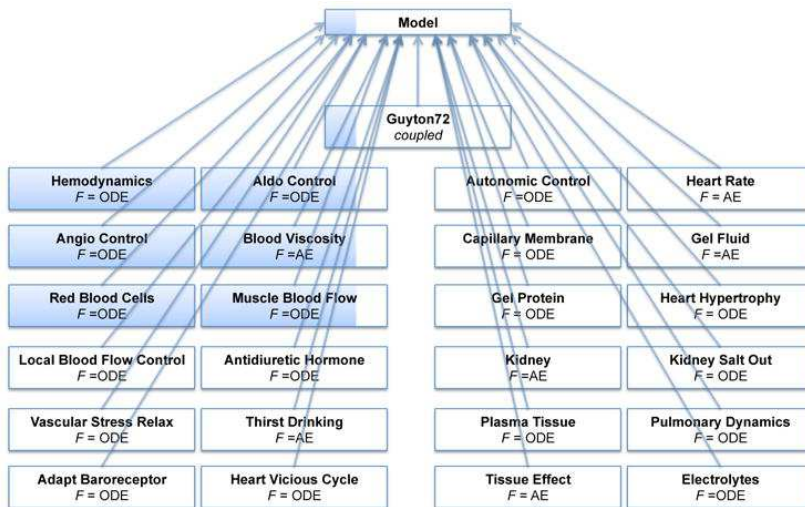 Model
Guyton72
coupled
Hemodynamics
F = ODE
Aldo Control
F =ODE
Autonomic Control
F =ODE
Heart Rate
F = AE
Angio Control
F =ODE
Blood Viscosity
F =AE
Capillary Membrane
F = ODE
Gel Fluid
F =AE
Red Blood Cells
F = ODE
Muscle Blood Flow
F =ODE
Gel Protein
F = ODE
Heart Hypertrophy
F = ODE
Local Blood Flow Control
F =ODE
Antidiuretic Hormone
F =ODE
Kidney
F =AE
Kidney Salt Out
F = ODE
Vascular Stress Relax
F = ODE
Thirst Drinking
F =AE
Plasma Tissue
F = ODE
Pulmonary Dynamics
F = ODE
Adapt Baroreceptor
F = ODE
Heart Vicious Cycle
F = ODE
Tissue Effect
F = AE
Electrolytes
F =ODE